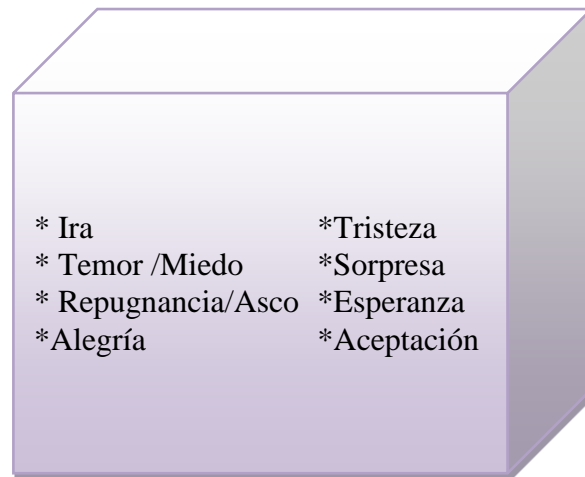 * Ira
* Temor /Miedo
* Repugnancia/Asco
*Alegría
*Tristeza
*Sorpresa
*Esperanza
*Aceptación